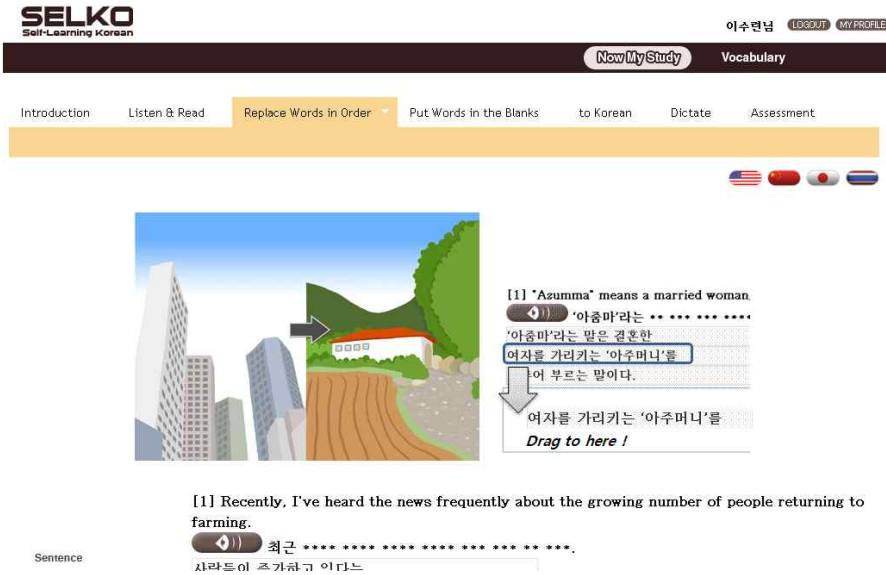 SELKO
Self-Learning Korean
이수련님 LOGOUT MY PROFILE
Now My Study Vocabulary
Introduction Listen & Read Replace Words in Order Put Words in the Blanks to Korean Dictate Assessment
[1] "Azumma" means a married woman,
'아줌마'라는 •• ••• ••• ••••
'아줌마'라는 말은 결혼한
여자를 가리키는 '아주머니'를
어 부르는 말이다.
여자를 가리키는 '아주머니'를
Drag to here !
[1] Recently, I've heard the news frequently about the growing number of people returning to
farming.
최근 •••• •••• •••• •••• ••• ••• •• •••.
Sentence
사람들이 증가하고 있다는